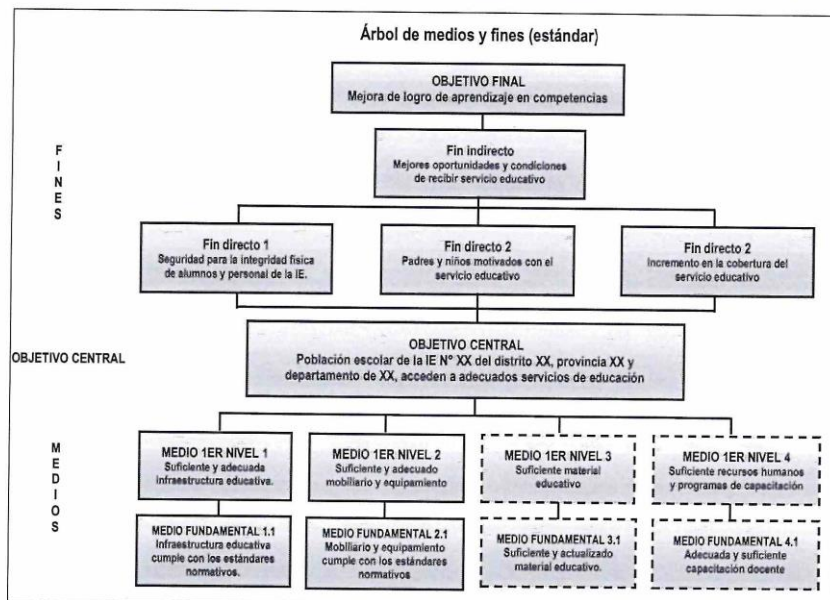 Árbol de medios y fines (estándar)
OBJETIVO FINAL
Mejora de logro de aprendizaje en competencias
FINES
Fin indirecto
Mejores oportunidades y condiciones
de recibir servicio educativo
Fin directo 1
Seguridad para la integridad física
de alumnos y personal de la IE.
Fin directo 2
Padres y niños motivados con el
servicio educativo
Fin directo 2
Incremento en la cobertura del
servicio educativo
OBJETIVO CENTRAL
OBJETIVO CENTRAL
Población escolar de la IE N° XX del distrito XX, provincia XX y
departamento de XX, acceden a adecuados servicios de educación
MEDIOS
MEDIO 1ER NIVEL 1
Suficiente y adecuada
infraestructura educativa.
MEDIO 1ER NIVEL 2
Suficiente y adecuado
mobiliario y equipamiento
MEDIO 1ER NIVEL 3
Suficiente material
educativo
MEDIO 1ER NIVEL 4
Suficiente recursos humanos
y programas de capacitación
MEDIO FUNDAMENTAL 1.1
Infraestructura educativa
cumple con los estándares
normativos.
MEDIO FUNDAMENTAL 2.1
Mobiliario y equipamiento
cumple con los estándares
normativos
MEDIO FUNDAMENTAL 3.1
Suficiente y actualizado
material educativo.
MEDIO FUNDAMENTAL 4.1
Adecuada y suficiente
capacitación docente